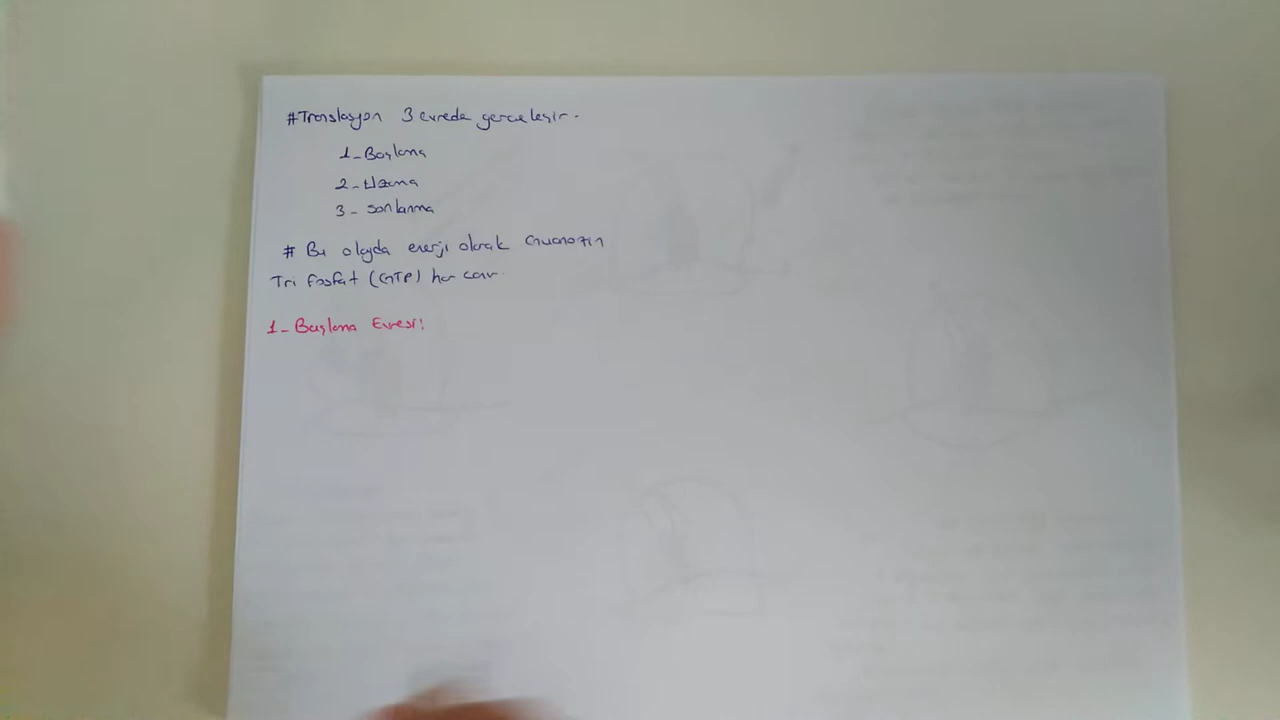 #Translasyon 3 evrede gerçeleşir.
1-Başlama
2-Uzama
3-Sonlanma
# Bu olayda enerji olarak Guanozin
Tri fosfat (GTP) harcanır.
1-Başlama Evresi: